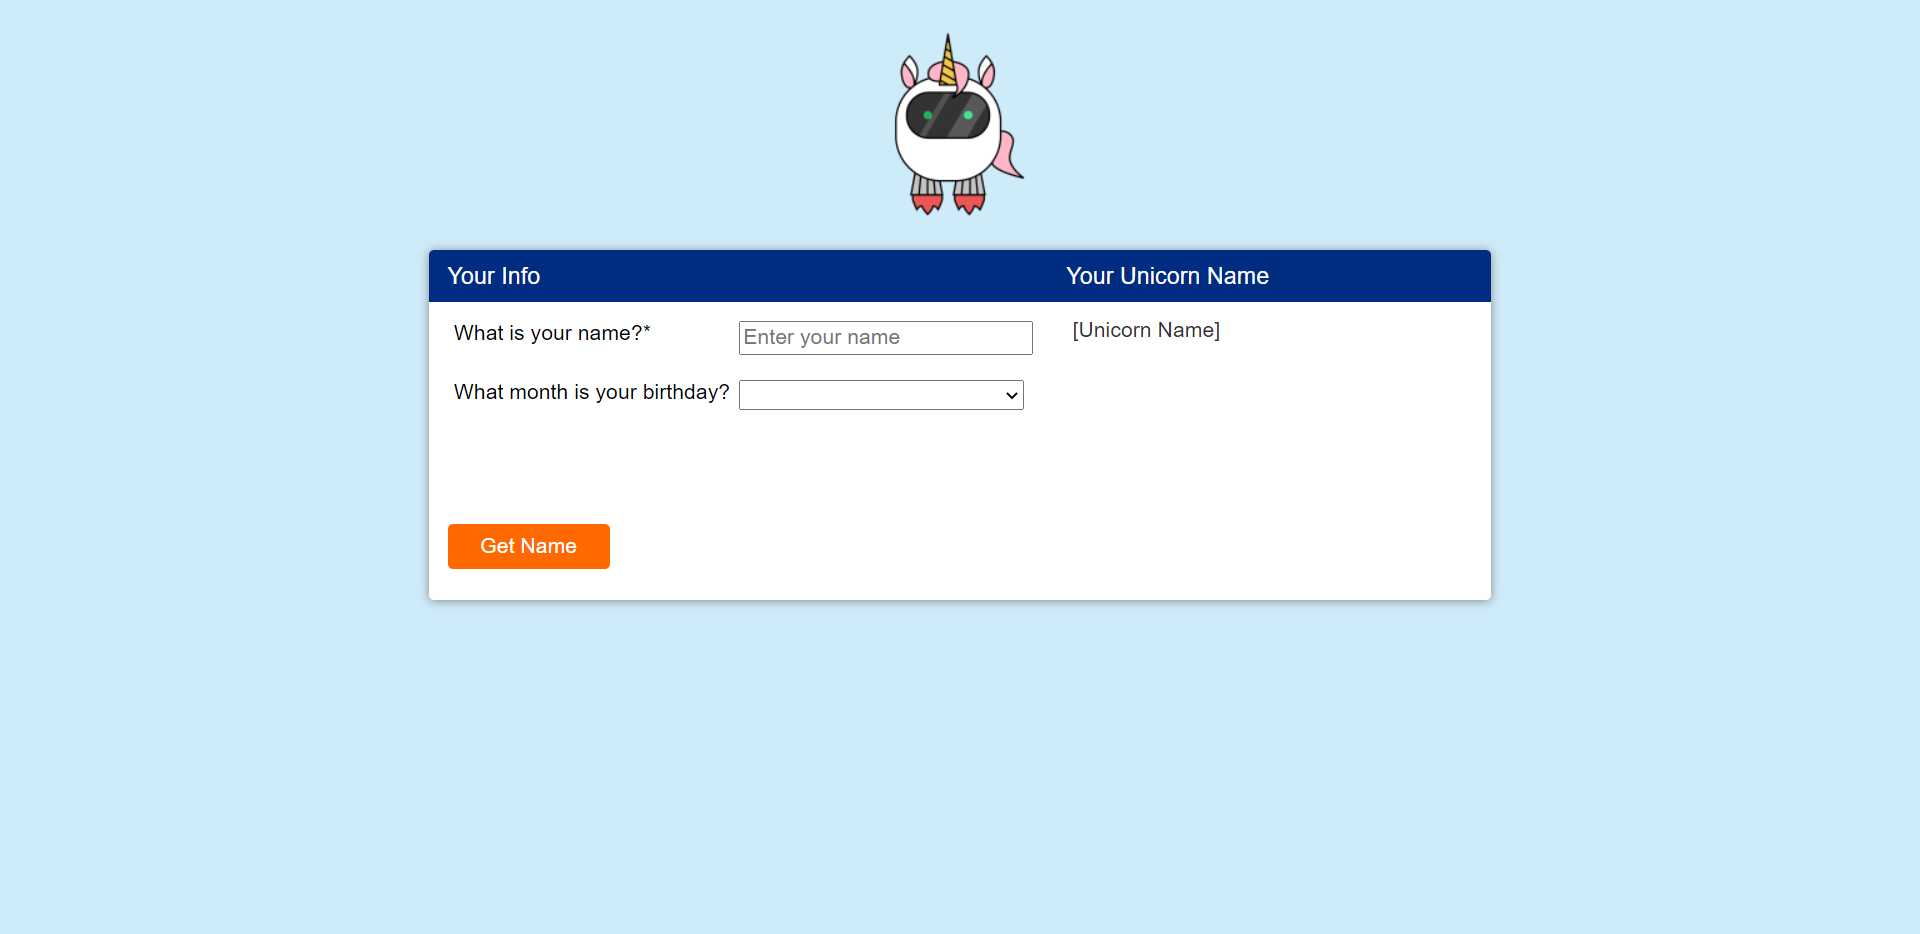 Your Info
Your Unicorn Name
What is your name?*
Enter your name
[Unicorn Name]
What month is your birthday?
Get Name